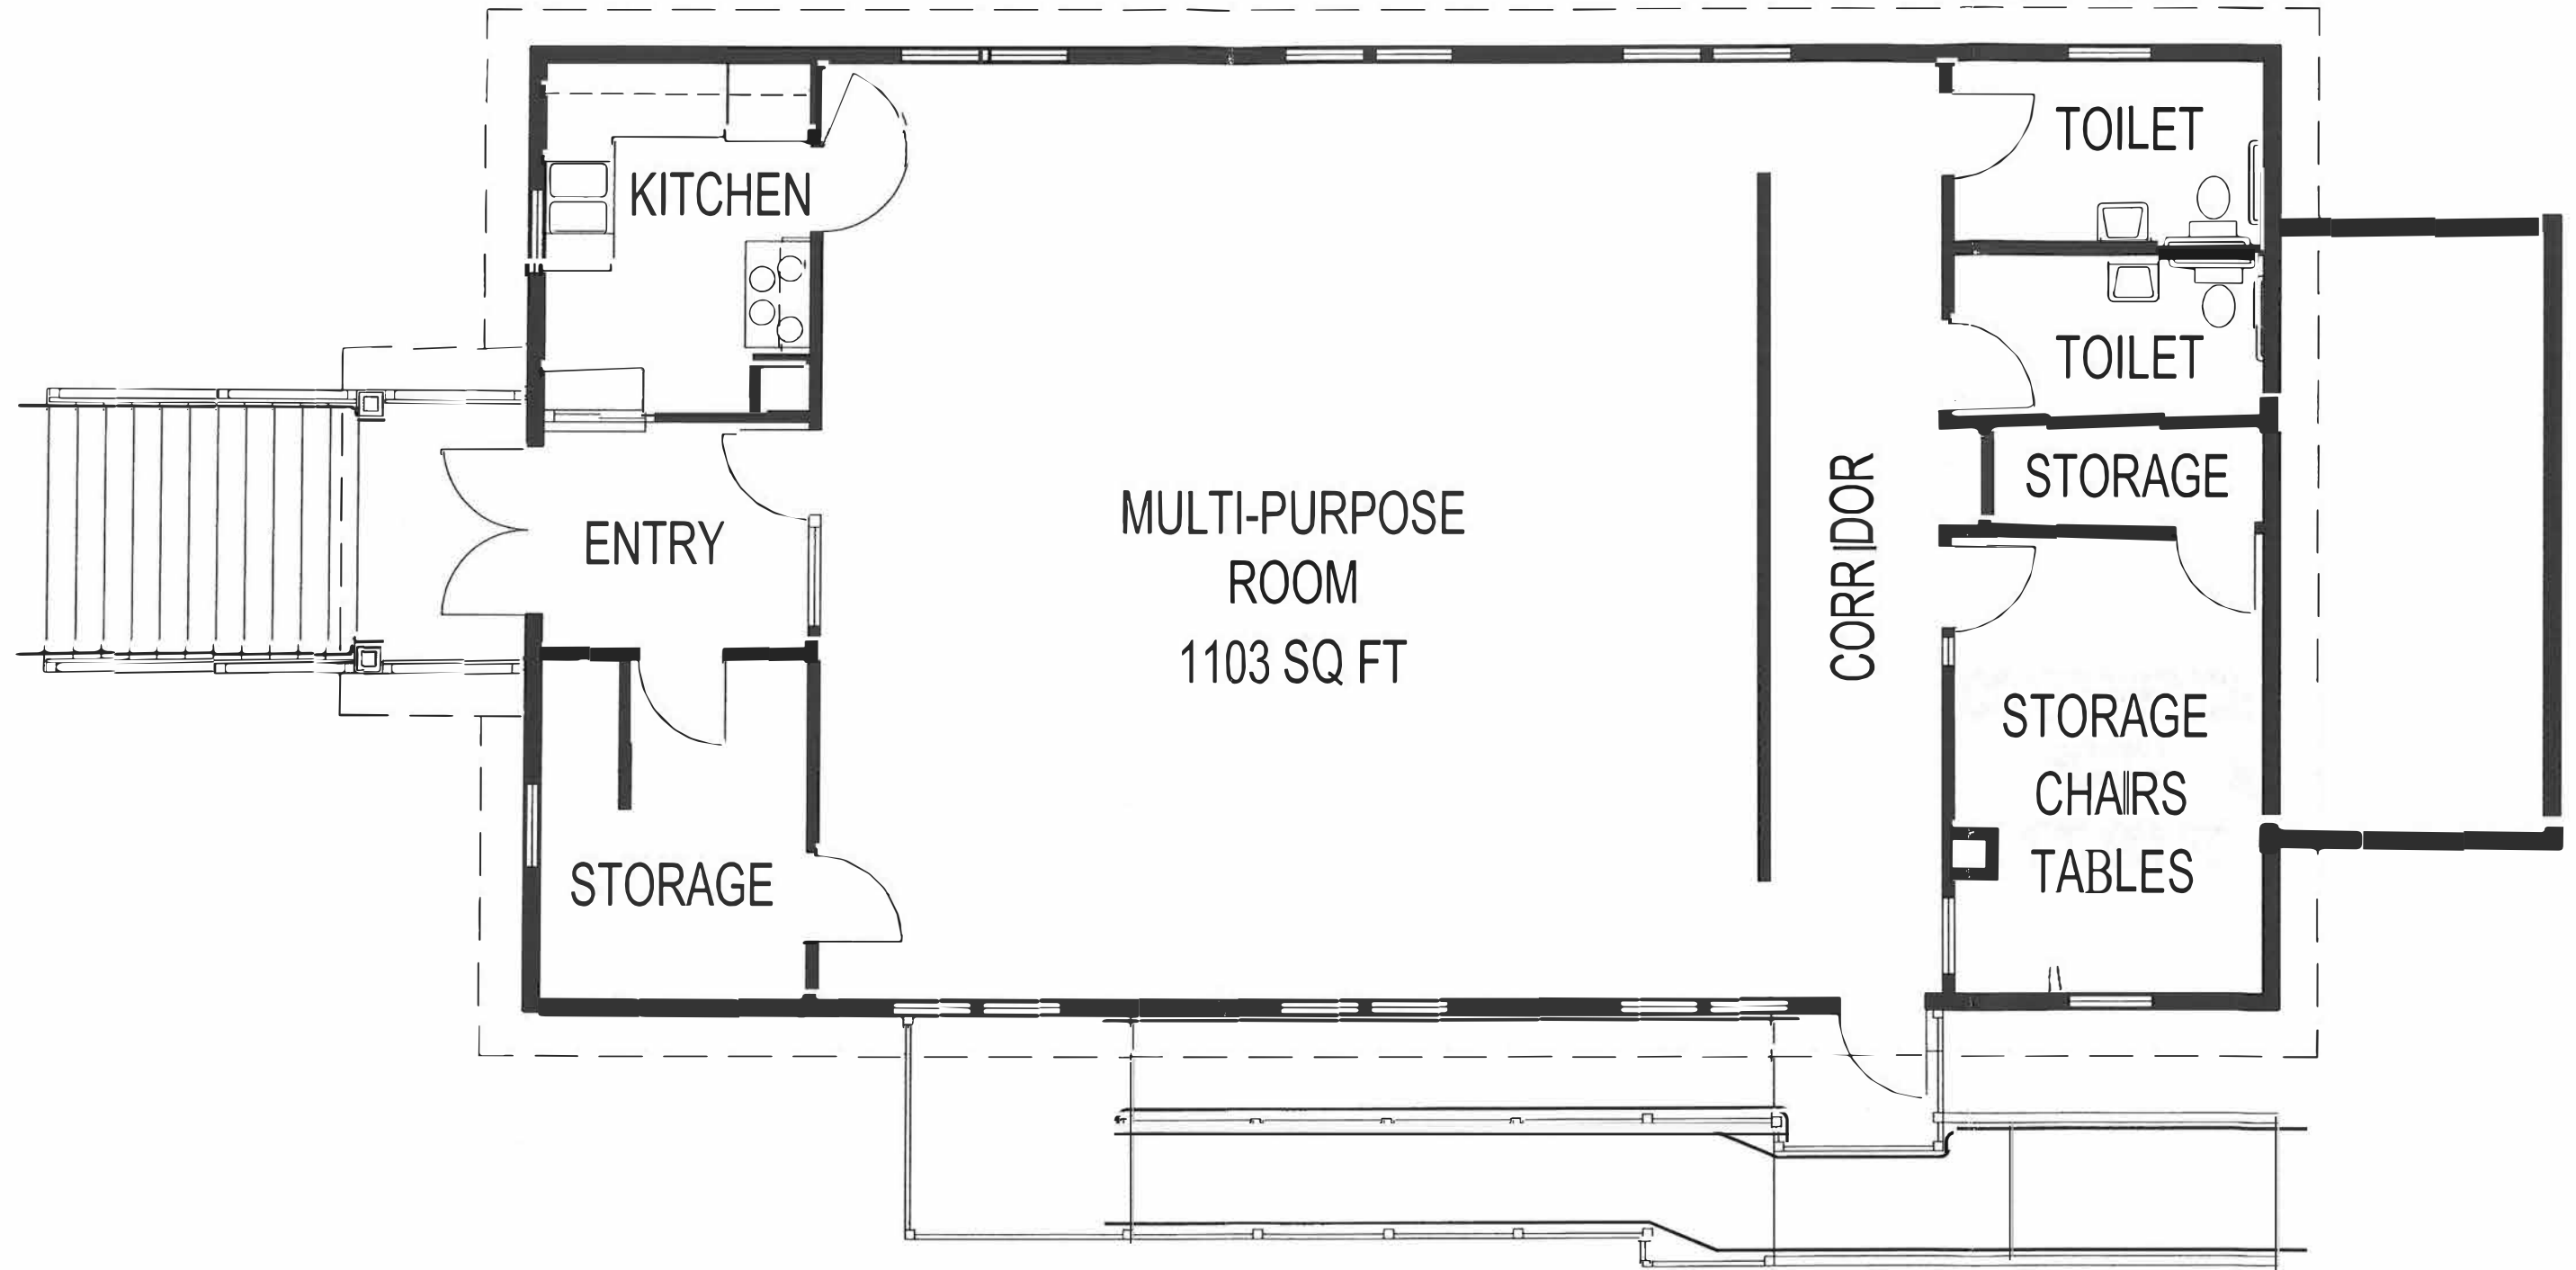 KITCHEN
ENTRY
STORAGE
MULTI-PURPOSE
ROOM
1103 SQ FT
CORRIDOR
TOILET
TOILET
STORAGE
STORAGE
CHAIRS
TABLES